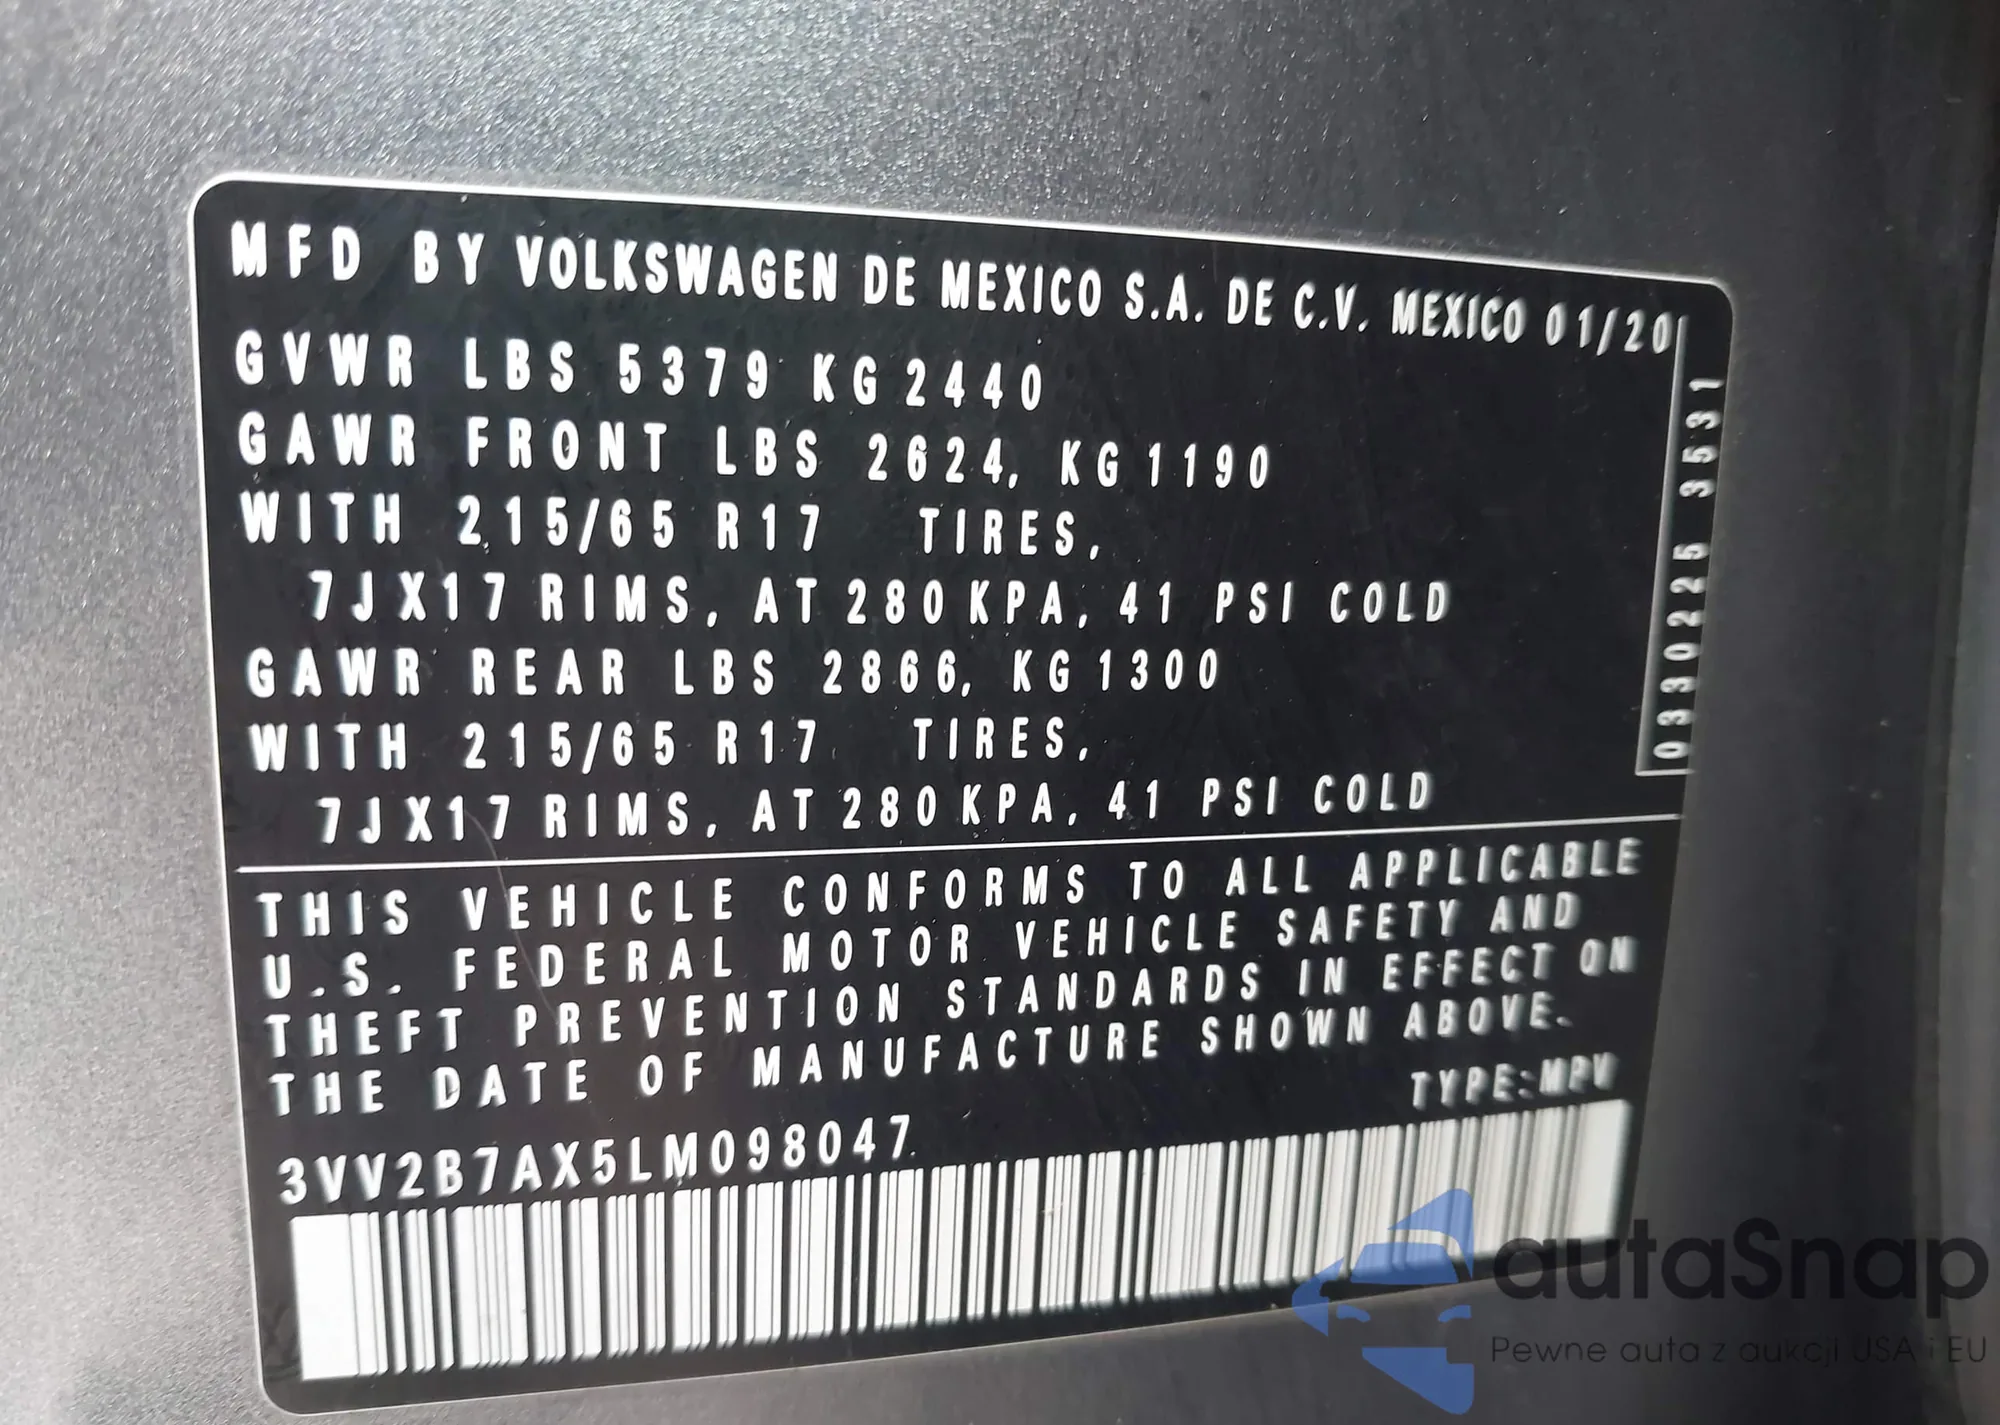 MFD BY VOLKSWAGEN DE MEXICO S.A. DE C.V. MEXICO 01/20
GVWR LBS 5379 KG 2440
GAWR FRONT LBS 2624, KG 1190
WITH 215/65 R17 TIRES,
7JX17 RIMS, AT 280 KPA, 41 PSI COLD
GAWR REAR LBS 2866, KG 1300
WITH 215/65 R17 TIRES,
7JX17 RIMS, AT 280 KPA, 41 PSI COLD
0330225 3531
THIS VEHICLE CONFORMS TO ALL APPLICABLE
U.S. FEDERAL MOTOR VEHICLE SAFETY AND
THEFT PREVENTION STANDARDS IN EFFECT ON
THE DATE OF MANUFACTURE SHOWN ABOVE.
TYPE:MPV
3VV2B7AX5LM098047
autaSnap
Pewne auta z aukcji USA i EU